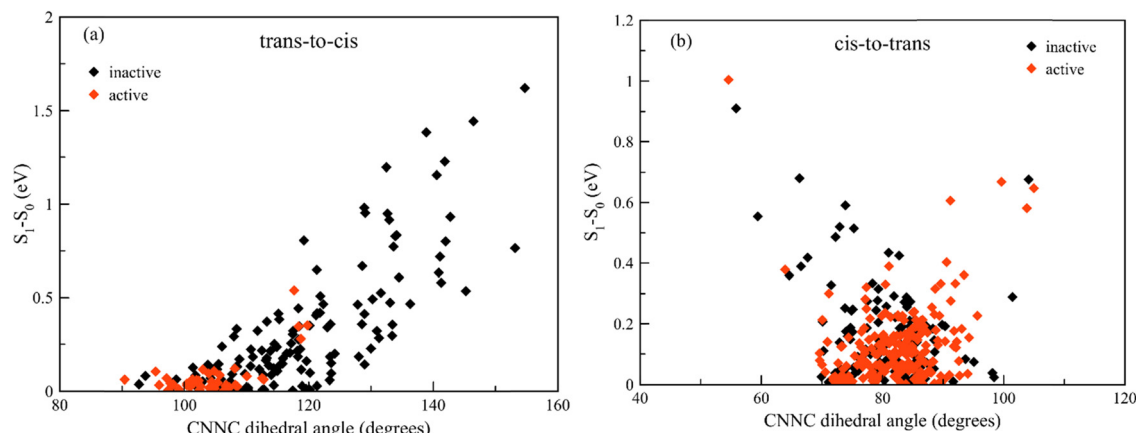 (a)
trans-to-cis
inactive
active
2
1.5
1
0.5
0
S₁-S₀ (eV)
80
100
120
140
160
CNNC dihedral angle (degrees)
(b)
cis-to-trans
inactive
active
1.2
1
0.8
0.6
0.4
0.2
0
S₁-S₀ (eV)
40
60
80
100
120
CNNC dihedral angle (degrees)